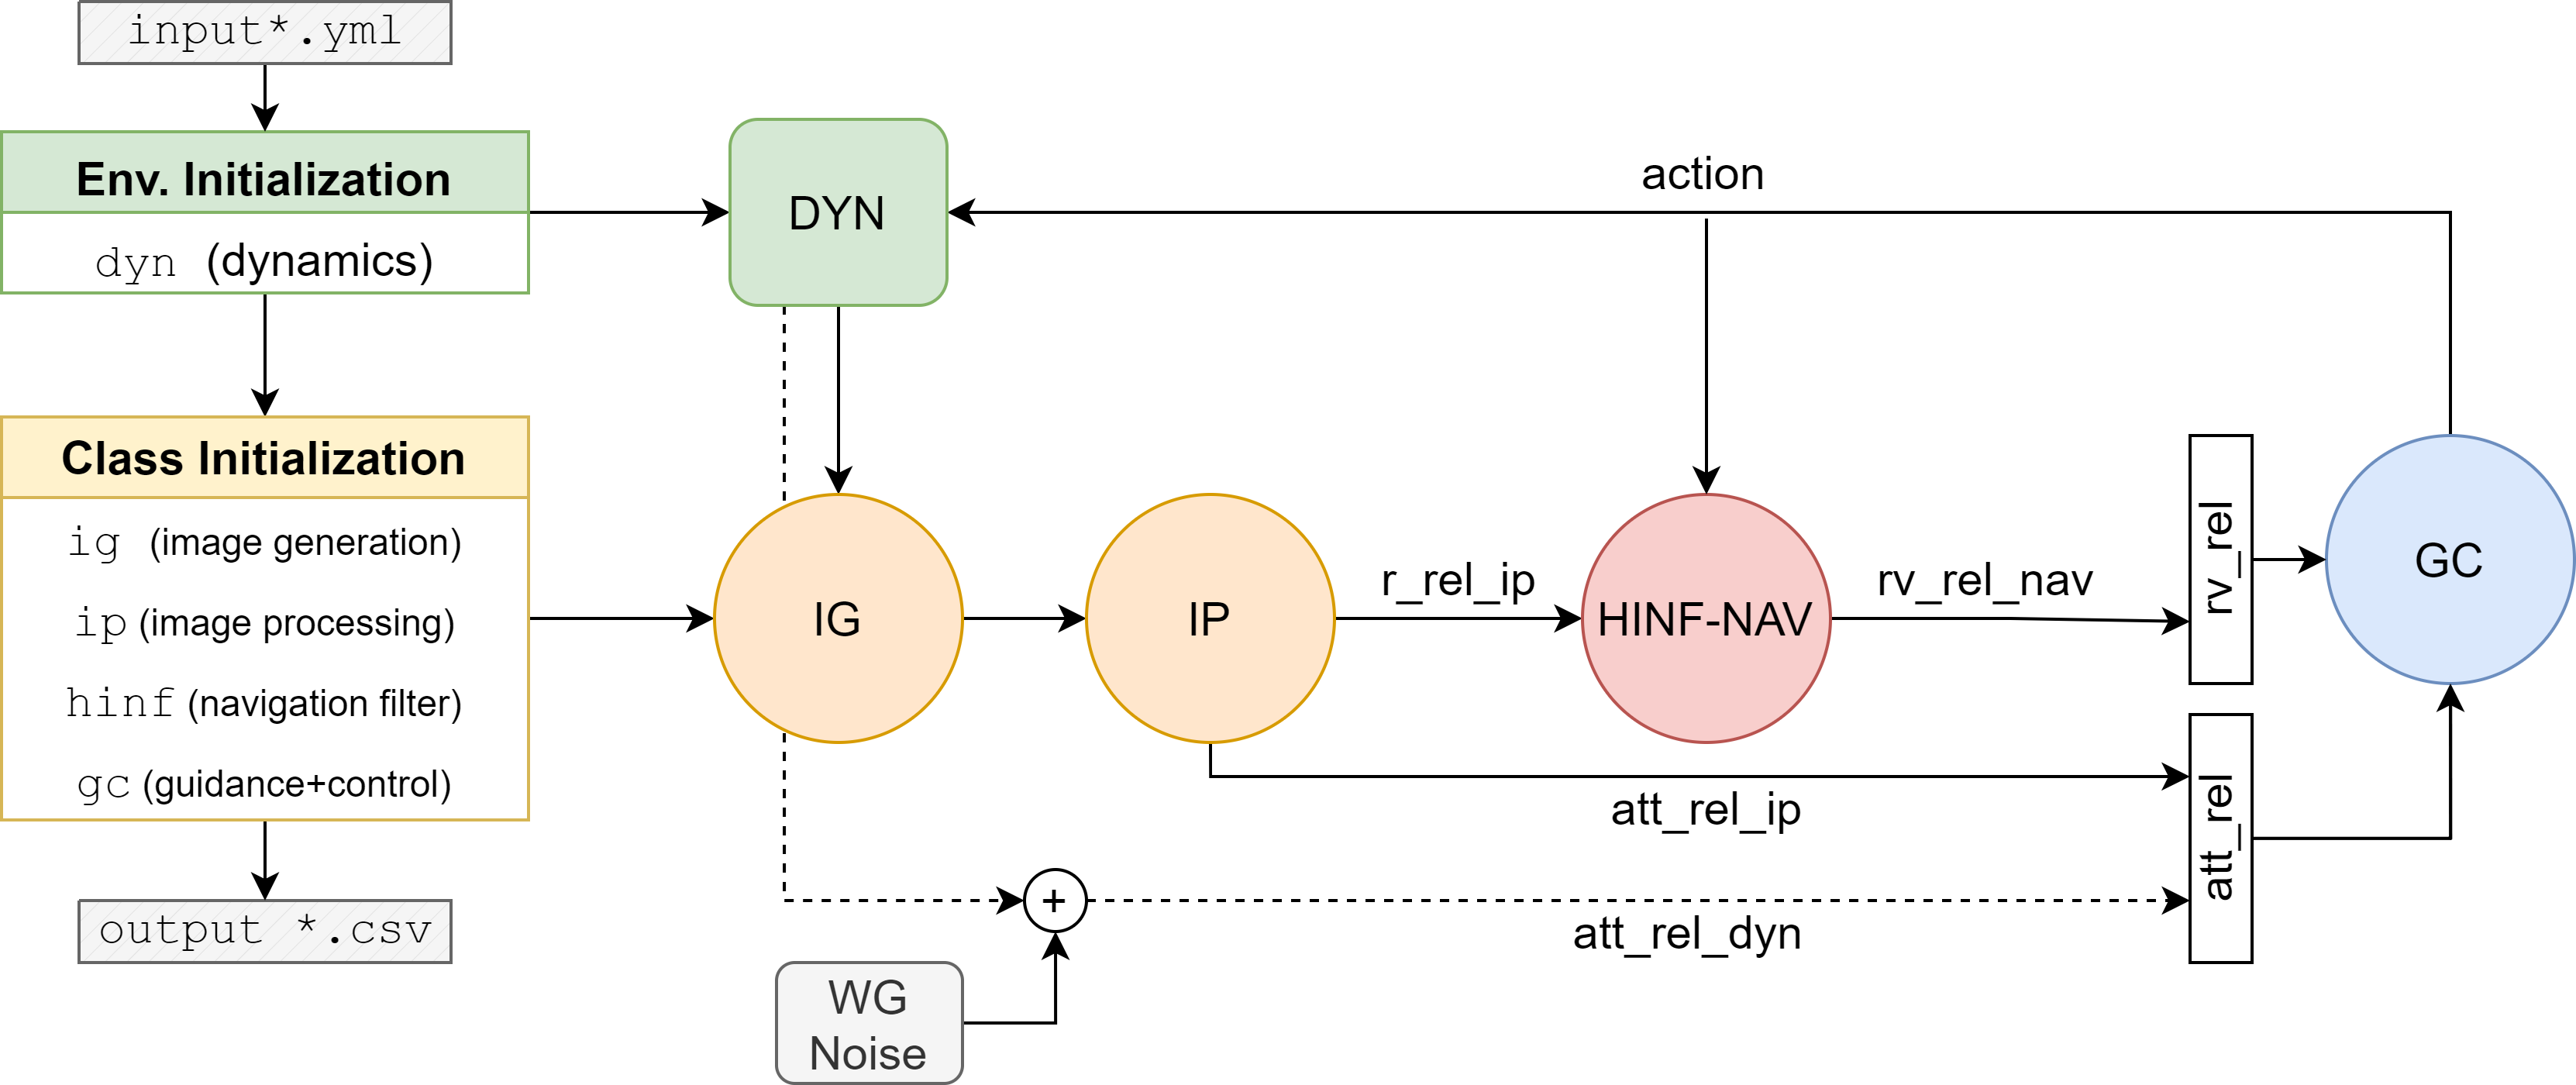 input*.yml
Env. Initialization
dyn (dynamics)
Class Initialization
ig (image generation)
ip (image processing)
hinf (navigation filter)
gc (guidance+control)
output *.csv
DYN
action
IG
IP
r_rel_ip
HINF-NAV
rv_rel_nav
rv_rel
GC
att_rel_ip
att_rel
+
att_rel_dyn
WG
Noise